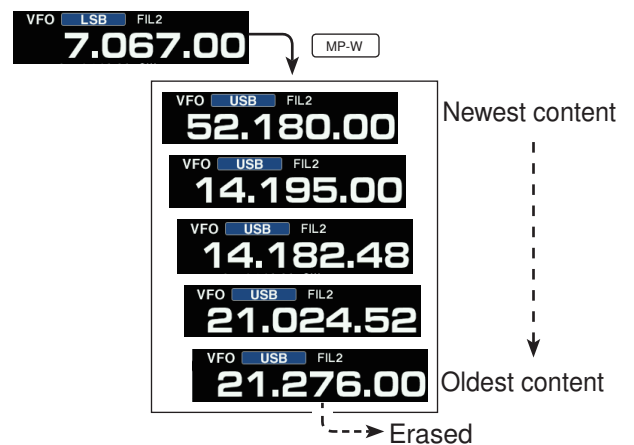 VFO LSB FIL2
7.067.00
MP-W
VFO USB FIL2
52.180.00
Newest content
VFO USB FIL2
14.195.00
VFO USB FIL2
14.182.48
VFO USB FIL2
21.024.52
VFO USB FIL2
21.276.00
Oldest content
Erased